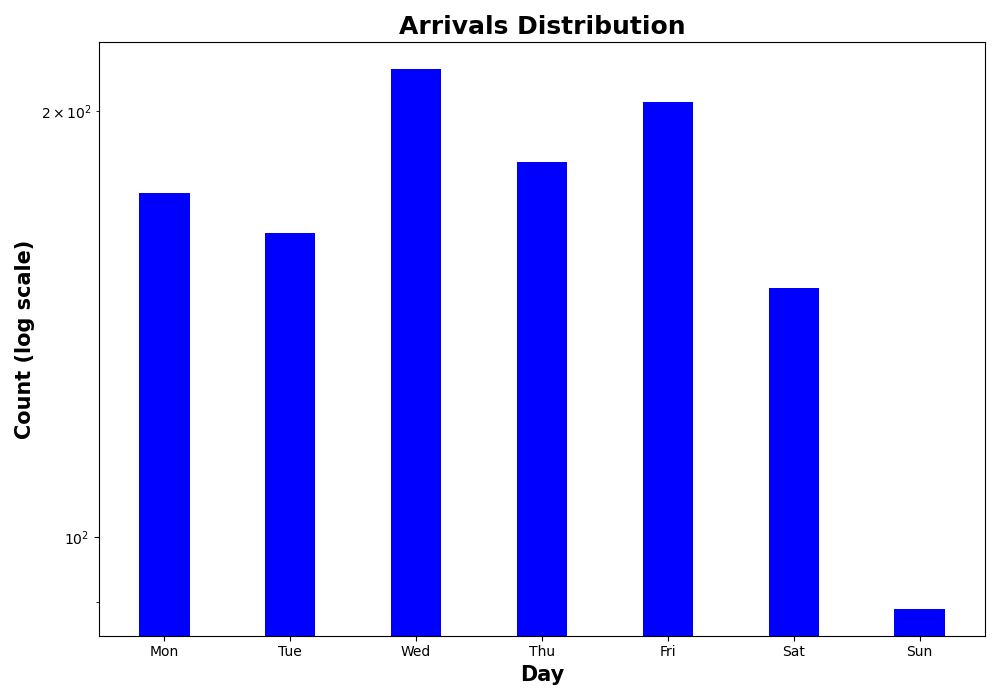 Arrivals Distribution
2 × 10²
10²
Count (log scale)
Mon Tue Wed Thu Fri Sat Sun
Day